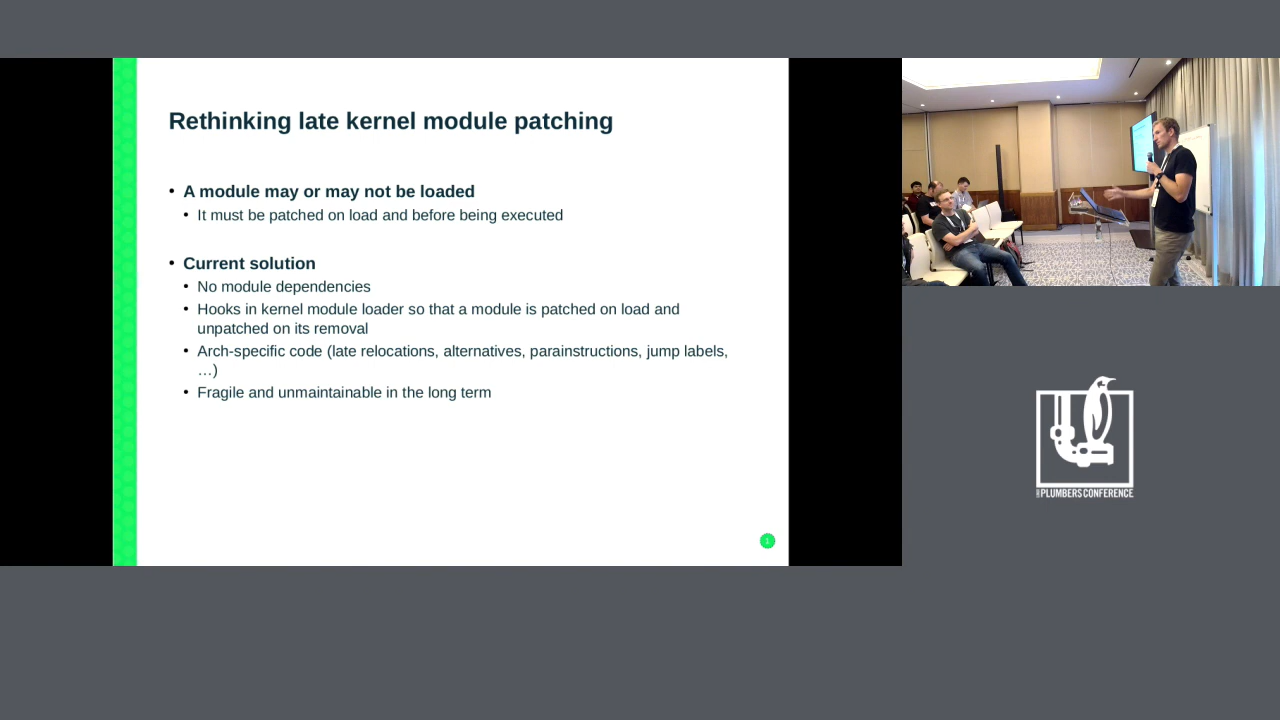 Rethinking late kernel module patching
• A module may or may not be loaded
• It must be patched on load and before being executed
• Current solution
• No module dependencies
• Hooks in kernel module loader so that a module is patched on load and
unpatched on its removal
• Arch-specific code (late relocations, alternatives, parainstructions, jump labels,
…)
• Fragile and unmaintainable in the long term
1
PLUMBERS CONFERENCE